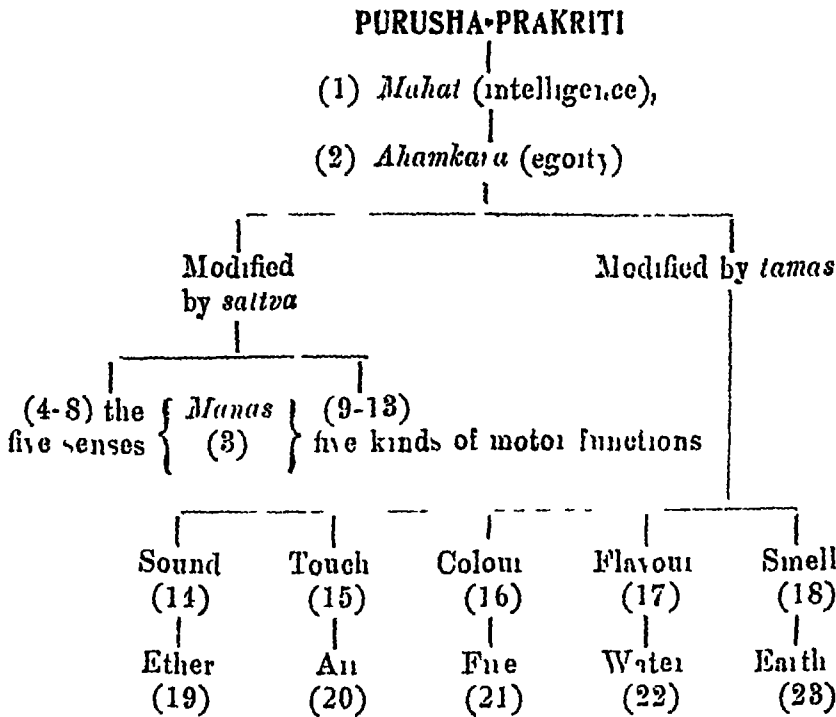 PURUSHA-PRAKRITI
(1) Mahat (intelligence),
(2) Ahamkara (egoity)
Modified by sattva
Modified by tamas
(4-8) the five senses { Manas (3) } (9-13) five kinds of motor functions
Sound Touch Colour Flavour Smell
(14) (15) (16) (17) (18)
Ether Air Fire Water Earth
(19) (20) (21) (22) (23)